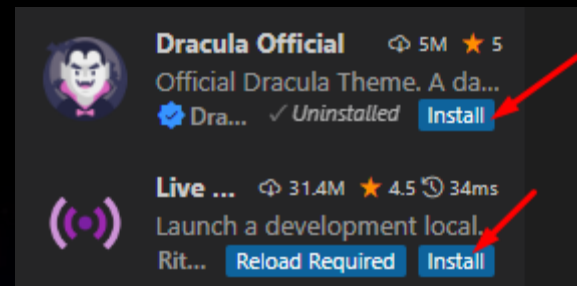 Dracula Official 5M 5
Official Dracula Theme. A da...
Dra... Uninstalled Install
Live ... 31.4M 4.5 34ms
Launch a development local.
Rit... Reload Required Install